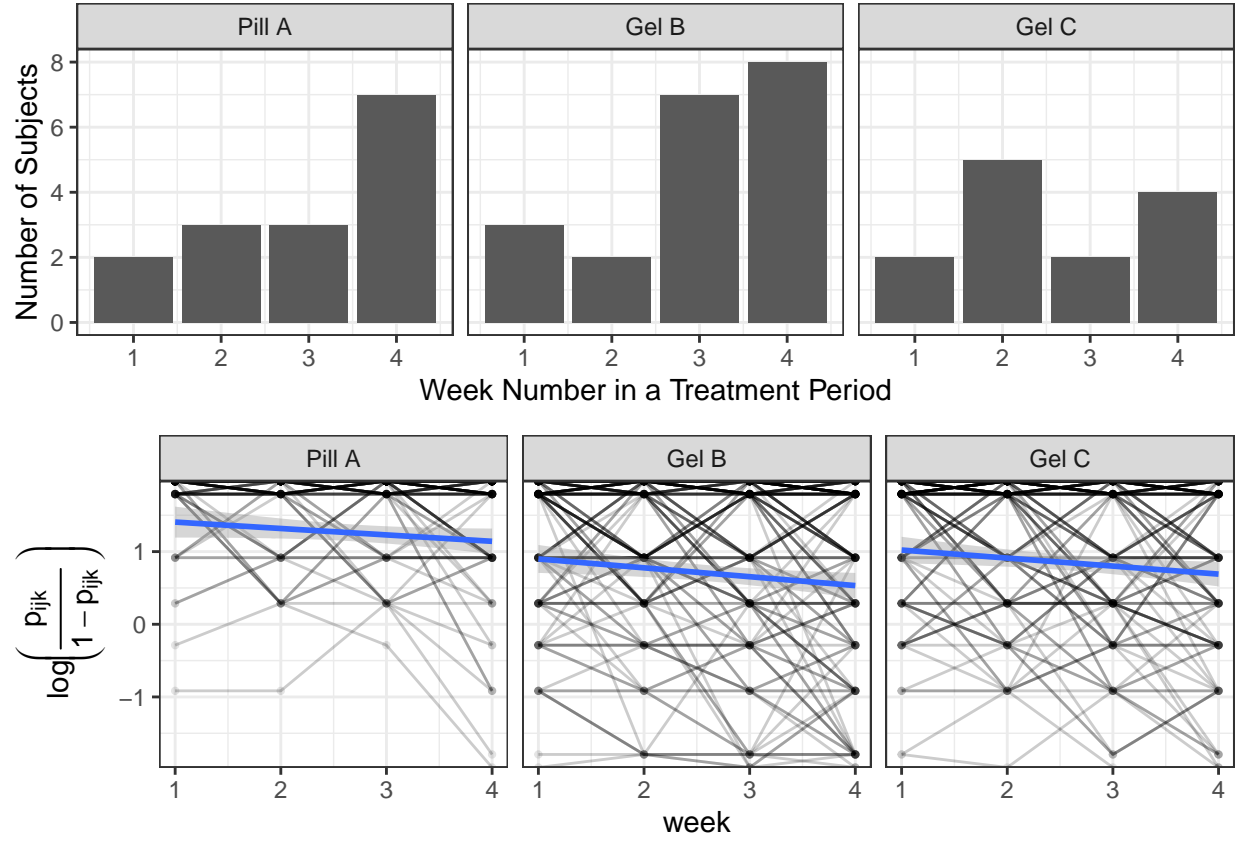 Pill A Gel B Gel C
Number of Subjects
8
6
4
2
0
1 2 3 4 1 2 3 4 1 2 3 4
Week Number in a Treatment Period
Pill A Gel B Gel C
log(pijk / 1 − pijk)
1
0
−1
1 2 3 4 1 2 3 4 1 2 3 4
week